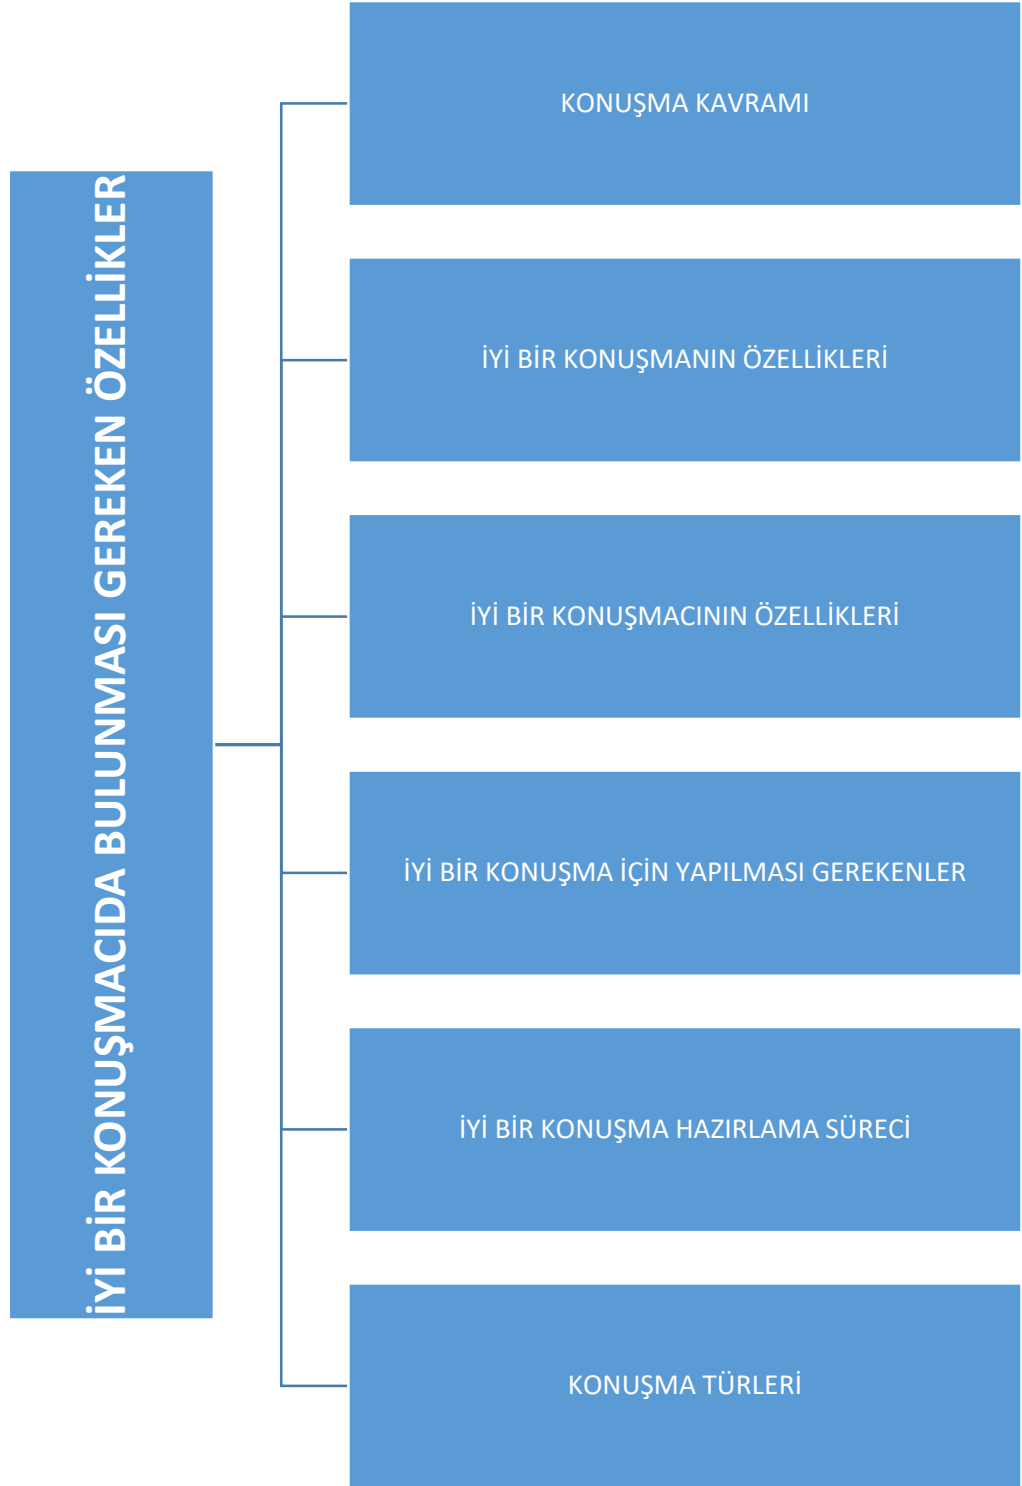 İYİ BİR KONUŞMACIDA BULUNMASI GEREKEN ÖZELLİKLER
KONUŞMA KAVRAMI
İYİ BİR KONUŞMANIN ÖZELLİKLERİ
İYİ BİR KONUŞMACININ ÖZELLİKLERİ
İYİ BİR KONUŞMA İÇİN YAPILMASI GEREKENLER
İYİ BİR KONUŞMA HAZIRLAMA SÜRECİ
KONUŞMA TÜRLERİ